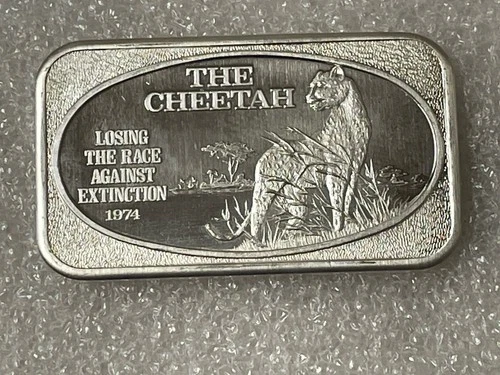 THE
CHEETAH
LOSING
THE RACE
AGAINST
EXTINCTION
1974